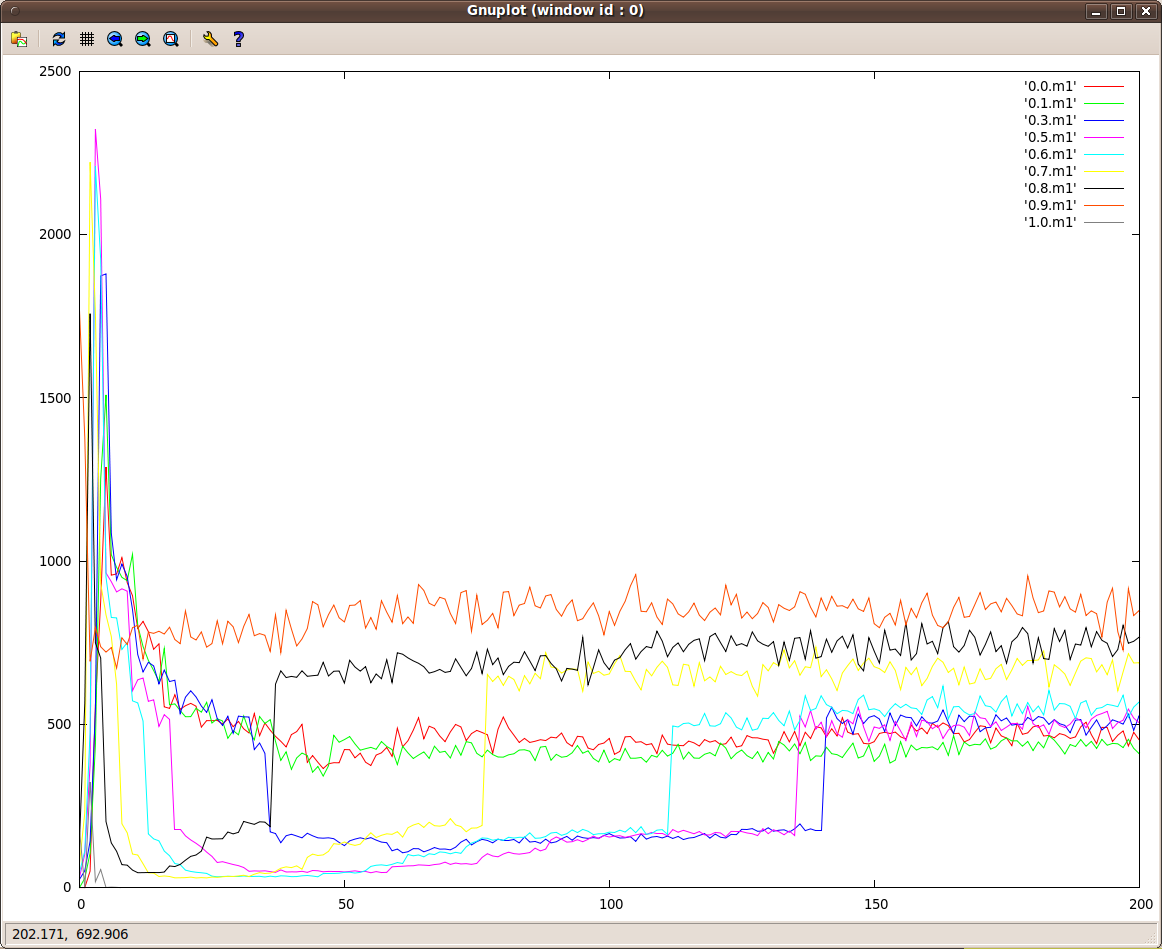 Gnuplot (window id : 0)
2500
2000
1500
1000
500
0
'0.0.m1'
'0.1.m1'
'0.3.m1'
'0.5.m1'
'0.6.m1'
'0.7.m1'
'0.8.m1'
'0.9.m1'
'1.0.m1'
0 50 100 150 200
202.171, 692.906